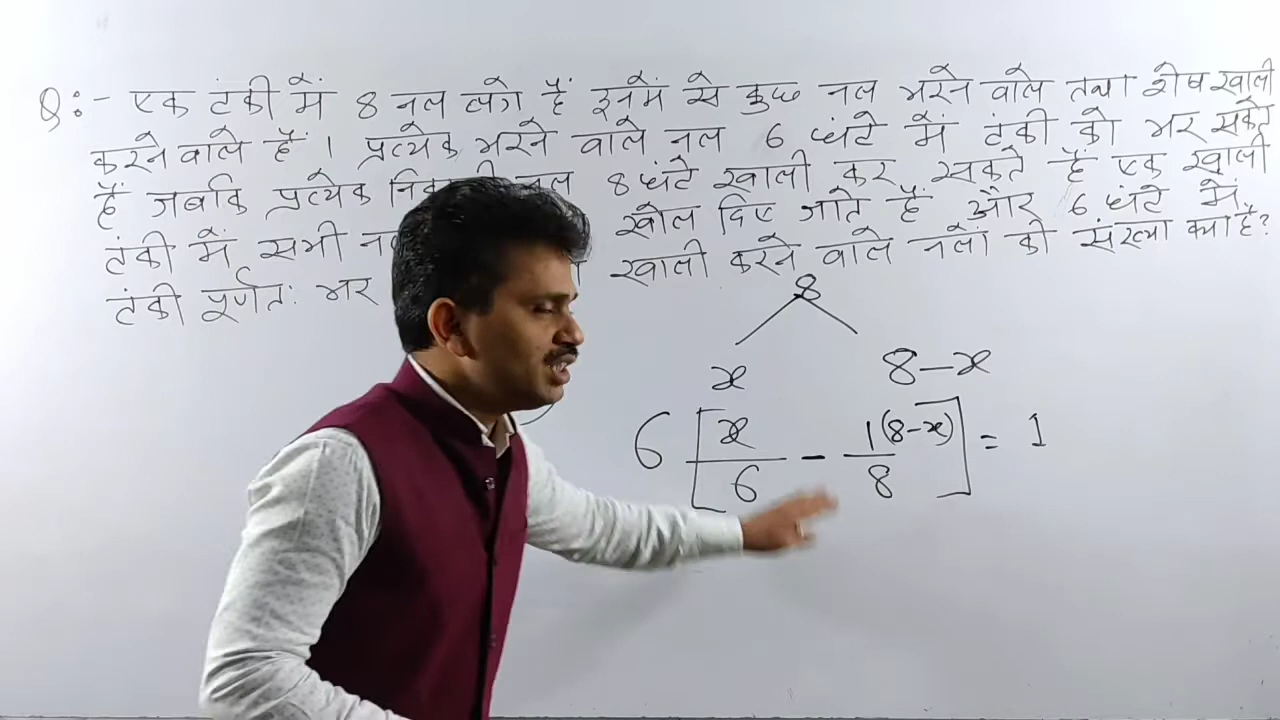 Q:- एक टंकी में 8 नल लगे हैं इनमें से कुछ नल भरने वाले तथा शेष खाली
करने वाले हैं । प्रत्येक भरने वाले नल 6 घंटे में टंकी को भर सकते
हैं जबकि प्रत्येक नल 8 घंटे खाली कर सकते हैं एक खाली
टंकी में सभी खोल दिए जाते हैं और 6 घंटे में
टंकी पूर्णत: भर खाली करने वाले नलों की संख्या क्या है?
8
x 8-x
6 [x/6 - 1(8-x)/8] = 1